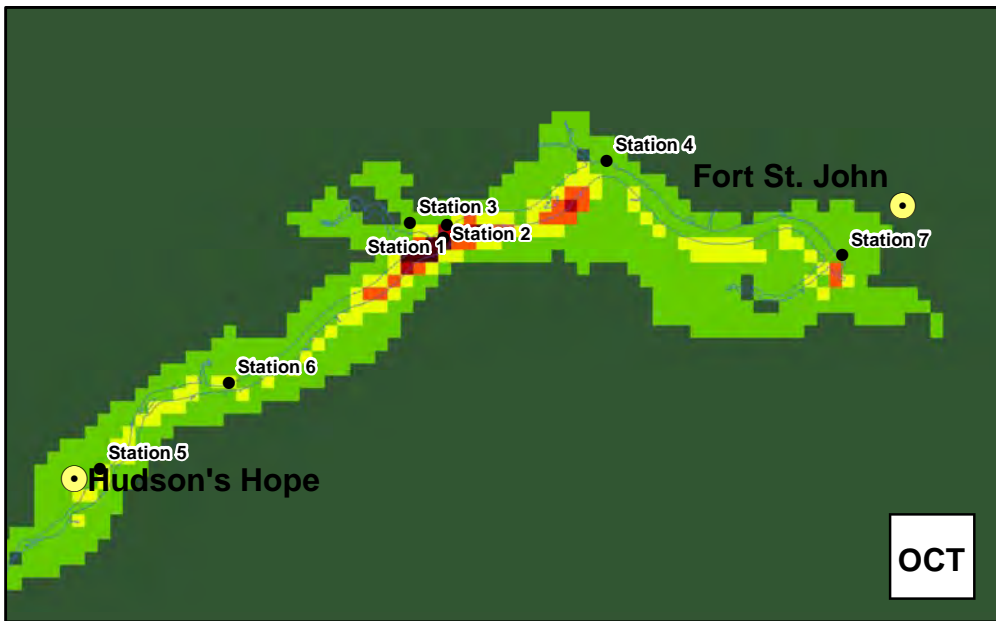 Station 4
Fort St. John
Station 3
Station 2
Station 1
Station 7
Station 6
Station 5
Hudson's Hope
OCT